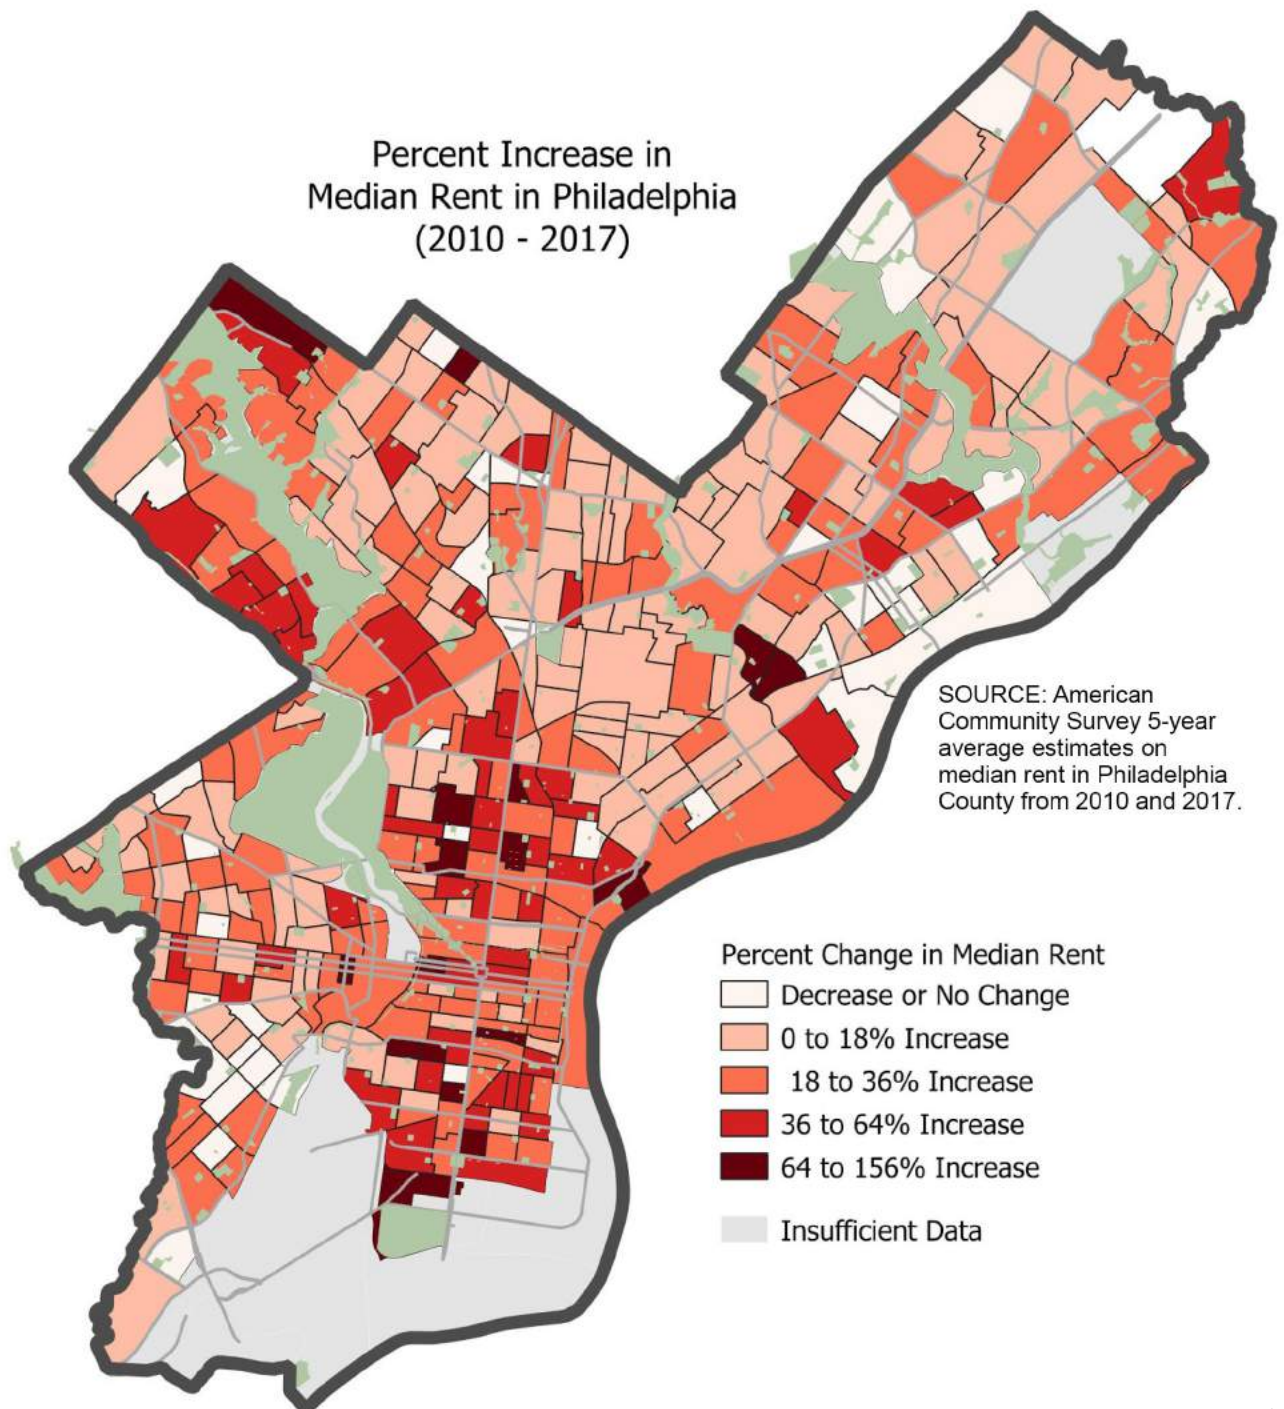 Percent Increase in
Median Rent in Philadelphia
(2010 - 2017)
SOURCE: American
Community Survey 5-year
average estimates on
median rent in Philadelphia
County from 2010 and 2017.
Percent Change in Median Rent
Decrease or No Change
0 to 18% Increase
18 to 36% Increase
36 to 64% Increase
64 to 156% Increase
Insufficient Data